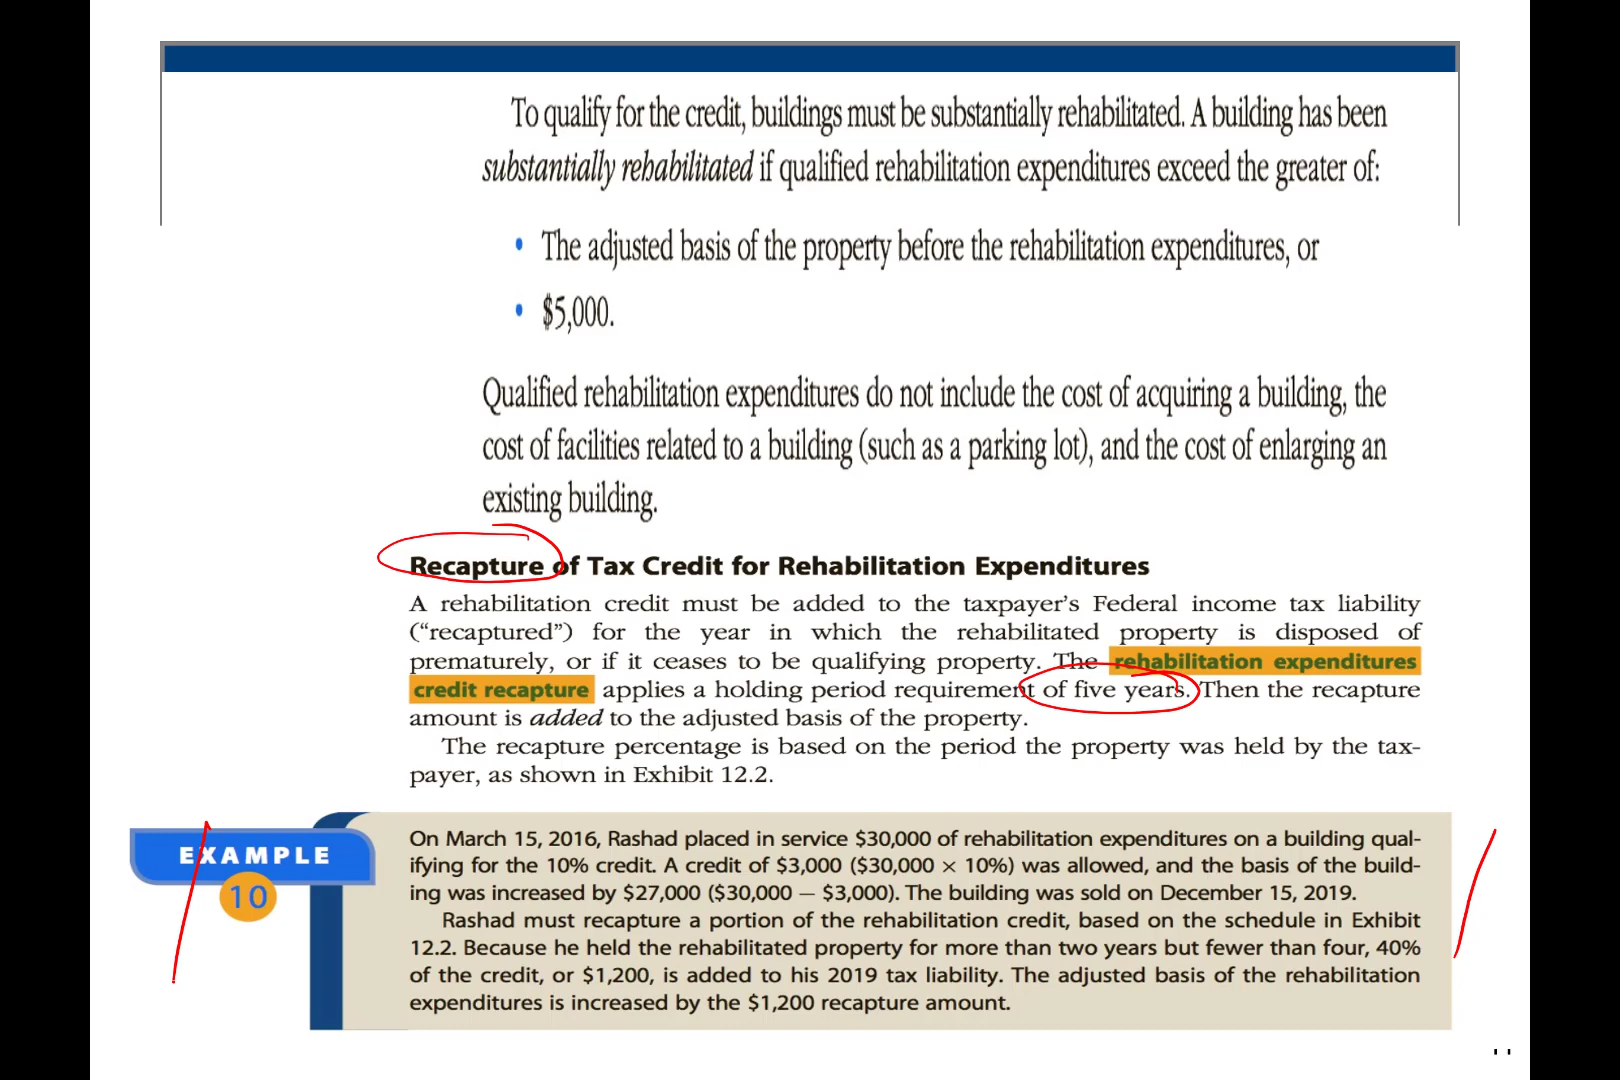 To qualify for the credit, buildings must be substantially rehabilitated. A building has been
substantially rehabilitated if qualified rehabilitation expenditures exceed the greater of:
• The adjusted basis of the property before the rehabilitation expenditures, or
• $5,000.
Qualified rehabilitation expenditures do not include the cost of acquiring a building, the
cost of facilities related to a building (such as a parking lot), and the cost of enlarging an
existing building.
Recapture of Tax Credit for Rehabilitation Expenditures
A rehabilitation credit must be added to the taxpayer's Federal income tax liability
("recaptured") for the year in which the rehabilitated property is disposed of
prematurely, or if it ceases to be qualifying property. The rehabilitation expenditures
credit recapture applies a holding period requirement of five years. Then the recapture
amount is added to the adjusted basis of the property.
The recapture percentage is based on the period the property was held by the tax-
payer, as shown in Exhibit 12.2.
EXAMPLE
10
On March 15, 2016, Rashad placed in service $30,000 of rehabilitation expenditures on a building qual-
ifying for the 10% credit. A credit of $3,000 ($30,000 × 10%) was allowed, and the basis of the build-
ing was increased by $27,000 ($30,000 – $3,000). The building was sold on December 15, 2019.
Rashad must recapture a portion of the rehabilitation credit, based on the schedule in Exhibit
12.2. Because he held the rehabilitated property for more than two years but fewer than four, 40%
of the credit, or $1,200, is added to his 2019 tax liability. The adjusted basis of the rehabilitation
expenditures is increased by the $1,200 recapture amount.